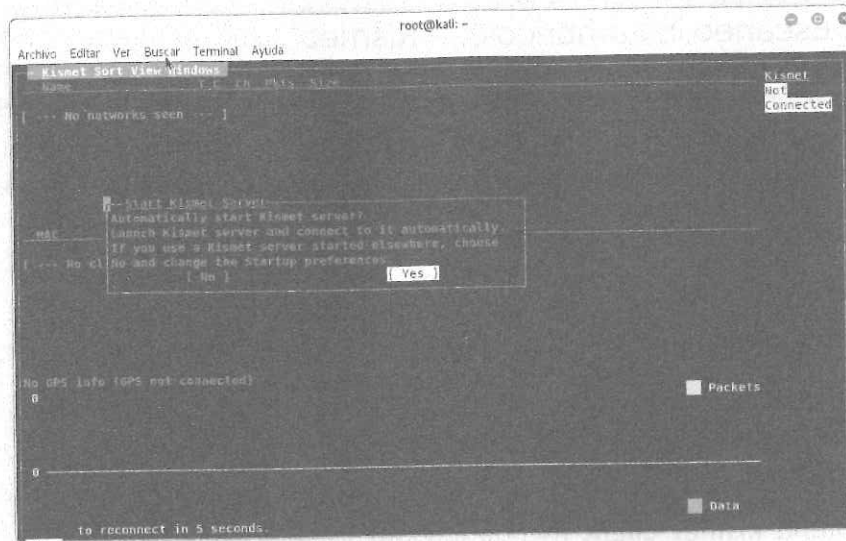 root@kali: ~
Archivo Editar Ver Buscar Terminal Ayuda
~ Kismet Sort View Windows
Name T C Ch Pkts Size
Kismet
Not
Connected
[ --- No networks seen --- ]
Start Kismet Server
Automatically start Kismet server?
Launch Kismet server and connect to it automatically.
If you use a Kismet server started elsewhere, choose
No and change the Startup preferences.
[ No ] [ Yes ]
MAC
[ --- No cl
No GPS info (GPS not connected)
0
Packets
0
Data
to reconnect in 5 seconds.